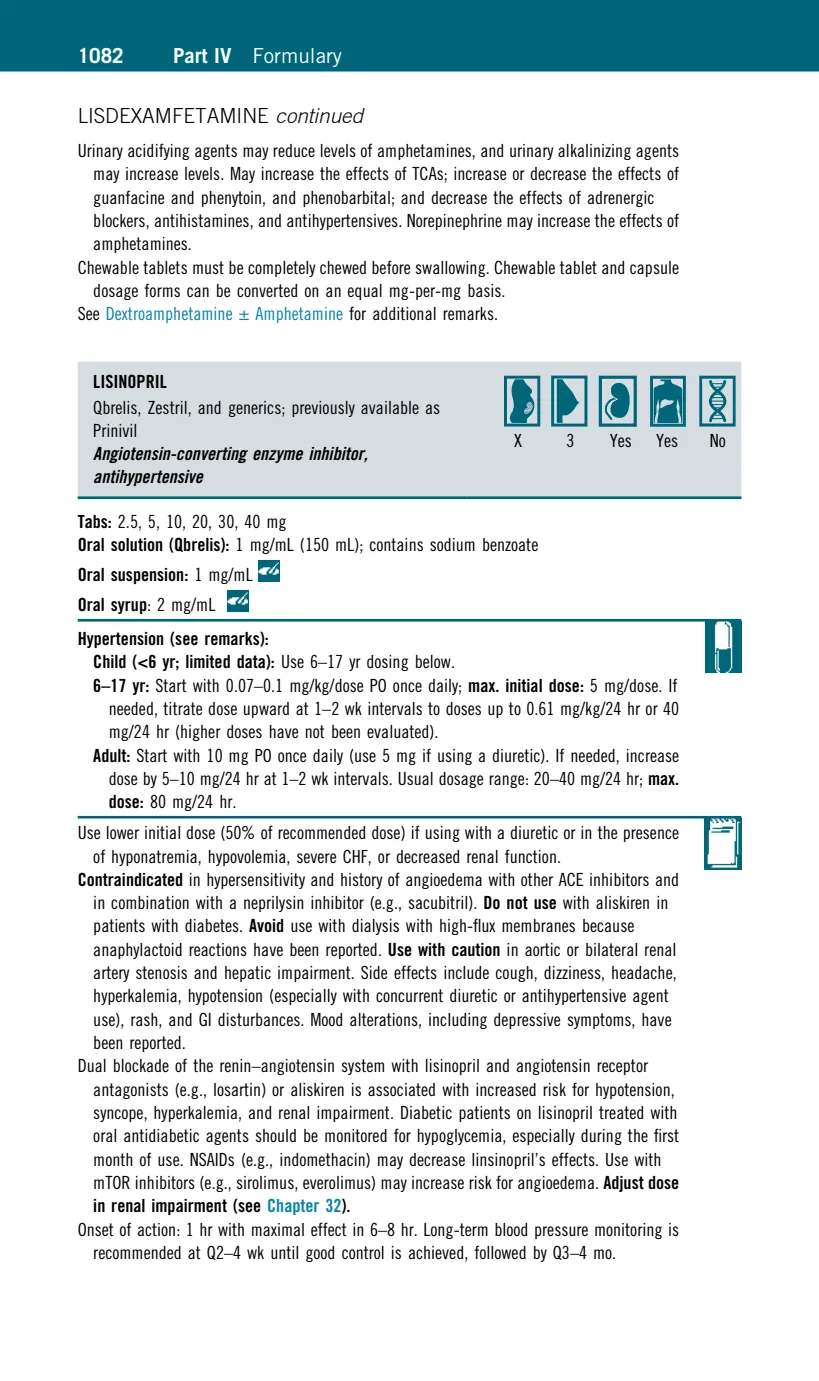 1082 Part IV Formulary
LISDEXAMFETAMINE continued
Urinary acidifying agents may reduce levels of amphetamines, and urinary alkalinizing agents
may increase levels. May increase the effects of TCAs; increase or decrease the effects of
guanfacine and phenytoin, and phenobarbital; and decrease the effects of adrenergic
blockers, antihistamines, and antihypertensives. Norepinephrine may increase the effects of
amphetamines.
Chewable tablets must be completely chewed before swallowing. Chewable tablet and capsule
dosage forms can be converted on an equal mg-per-mg basis.
See Dextroamphetamine ± Amphetamine for additional remarks.
LISINOPRIL
Qbrelis, Zestril, and generics; previously available as
Prinivil
Angiotensin-converting enzyme inhibitor,
antihypertensive
X 3 Yes Yes No
Tabs: 2.5, 5, 10, 20, 30, 40 mg
Oral solution (Qbrelis): 1 mg/mL (150 mL); contains sodium benzoate
Oral suspension: 1 mg/mL
Oral syrup: 2 mg/mL
Hypertension (see remarks):
Child (<6 yr; limited data): Use 6–17 yr dosing below.
6–17 yr: Start with 0.07–0.1 mg/kg/dose PO once daily; max. initial dose: 5 mg/dose. If
needed, titrate dose upward at 1–2 wk intervals to doses up to 0.61 mg/kg/24 hr or 40
mg/24 hr (higher doses have not been evaluated).
Adult: Start with 10 mg PO once daily (use 5 mg if using a diuretic). If needed, increase
dose by 5–10 mg/24 hr at 1–2 wk intervals. Usual dosage range: 20–40 mg/24 hr; max.
dose: 80 mg/24 hr.
Use lower initial dose (50% of recommended dose) if using with a diuretic or in the presence
of hyponatremia, hypovolemia, severe CHF, or decreased renal function.
Contraindicated in hypersensitivity and history of angioedema with other ACE inhibitors and
in combination with a neprilysin inhibitor (e.g., sacubitril). Do not use with aliskiren in
patients with diabetes. Avoid use with dialysis with high-flux membranes because
anaphylactoid reactions have been reported. Use with caution in aortic or bilateral renal
artery stenosis and hepatic impairment. Side effects include cough, dizziness, headache,
hyperkalemia, hypotension (especially with concurrent diuretic or antihypertensive agent
use), rash, and GI disturbances. Mood alterations, including depressive symptoms, have
been reported.
Dual blockade of the renin–angiotensin system with lisinopril and angiotensin receptor
antagonists (e.g., losartin) or aliskiren is associated with increased risk for hypotension,
syncope, hyperkalemia, and renal impairment. Diabetic patients on lisinopril treated with
oral antidiabetic agents should be monitored for hypoglycemia, especially during the first
month of use. NSAIDs (e.g., indomethacin) may decrease linsinopril's effects. Use with
mTOR inhibitors (e.g., sirolimus, everolimus) may increase risk for angioedema. Adjust dose
in renal impairment (see Chapter 32).
Onset of action: 1 hr with maximal effect in 6–8 hr. Long-term blood pressure monitoring is
recommended at Q2–4 wk until good control is achieved, followed by Q3–4 mo.